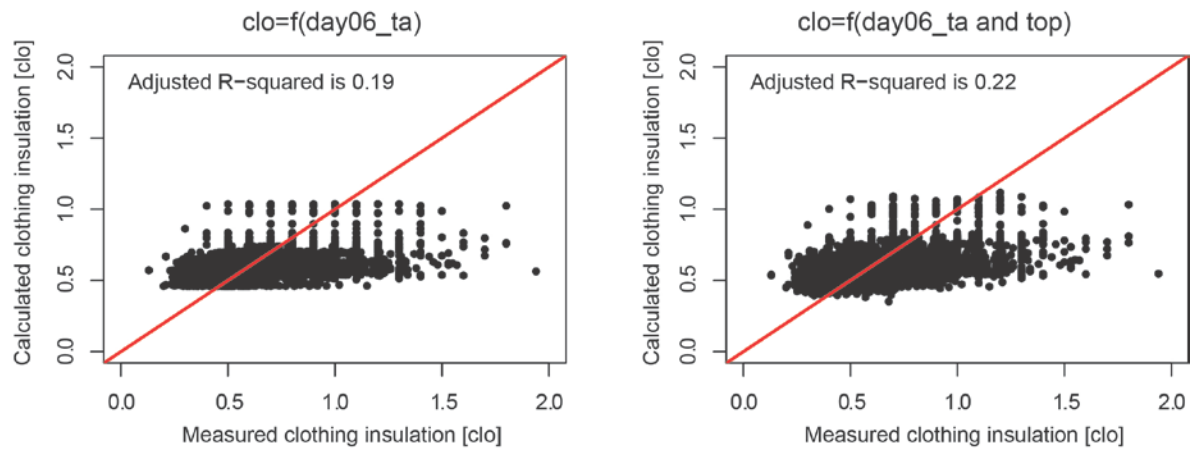 clo=f(day06_ta)
Adjusted R−squared is 0.19
Calculated clothing insulation [clo]
2.0
1.5
1.0
0.5
0.0
0.0 0.5 1.0 1.5 2.0
Measured clothing insulation [clo]
clo=f(day06_ta and top)
Adjusted R−squared is 0.22
Calculated clothing insulation [clo]
2.0
1.5
1.0
0.5
0.0
0.0 0.5 1.0 1.5 2.0
Measured clothing insulation [clo]